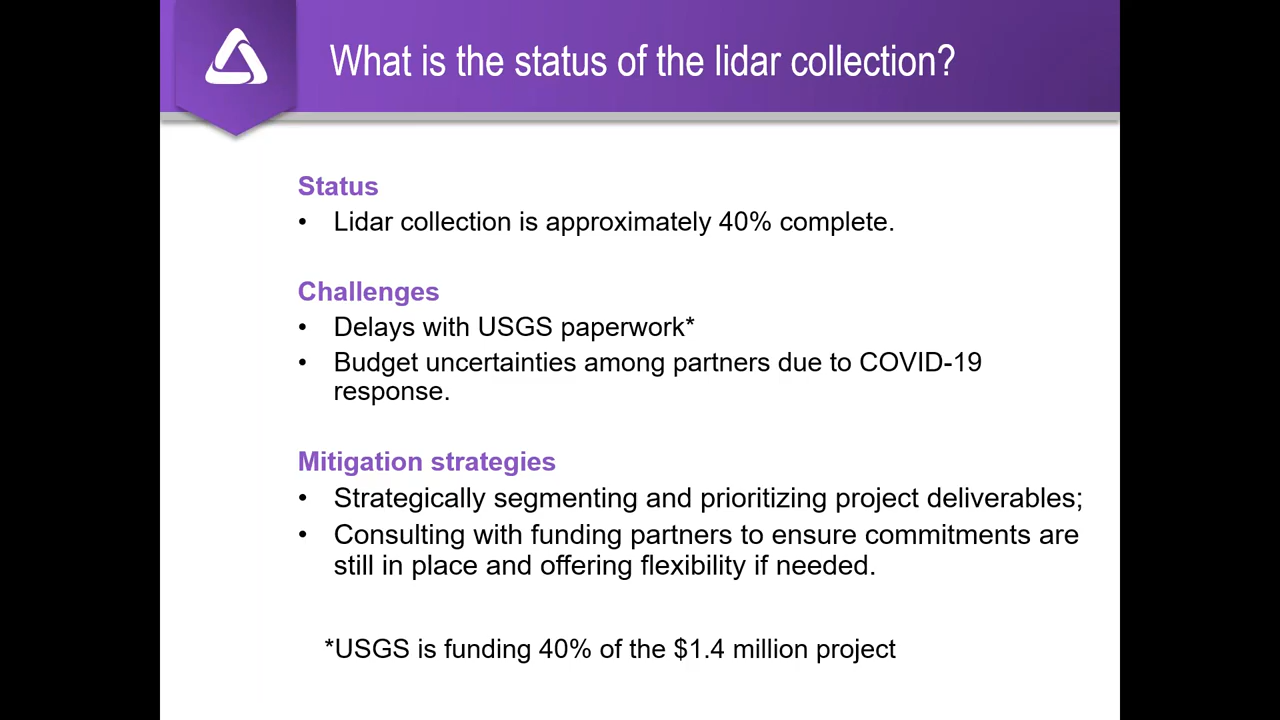 What is the status of the lidar collection?
Status
• Lidar collection is approximately 40% complete.
Challenges
• Delays with USGS paperwork*
• Budget uncertainties among partners due to COVID-19
response.
Mitigation strategies
• Strategically segmenting and prioritizing project deliverables;
• Consulting with funding partners to ensure commitments are
still in place and offering flexibility if needed.
*USGS is funding 40% of the $1.4 million project